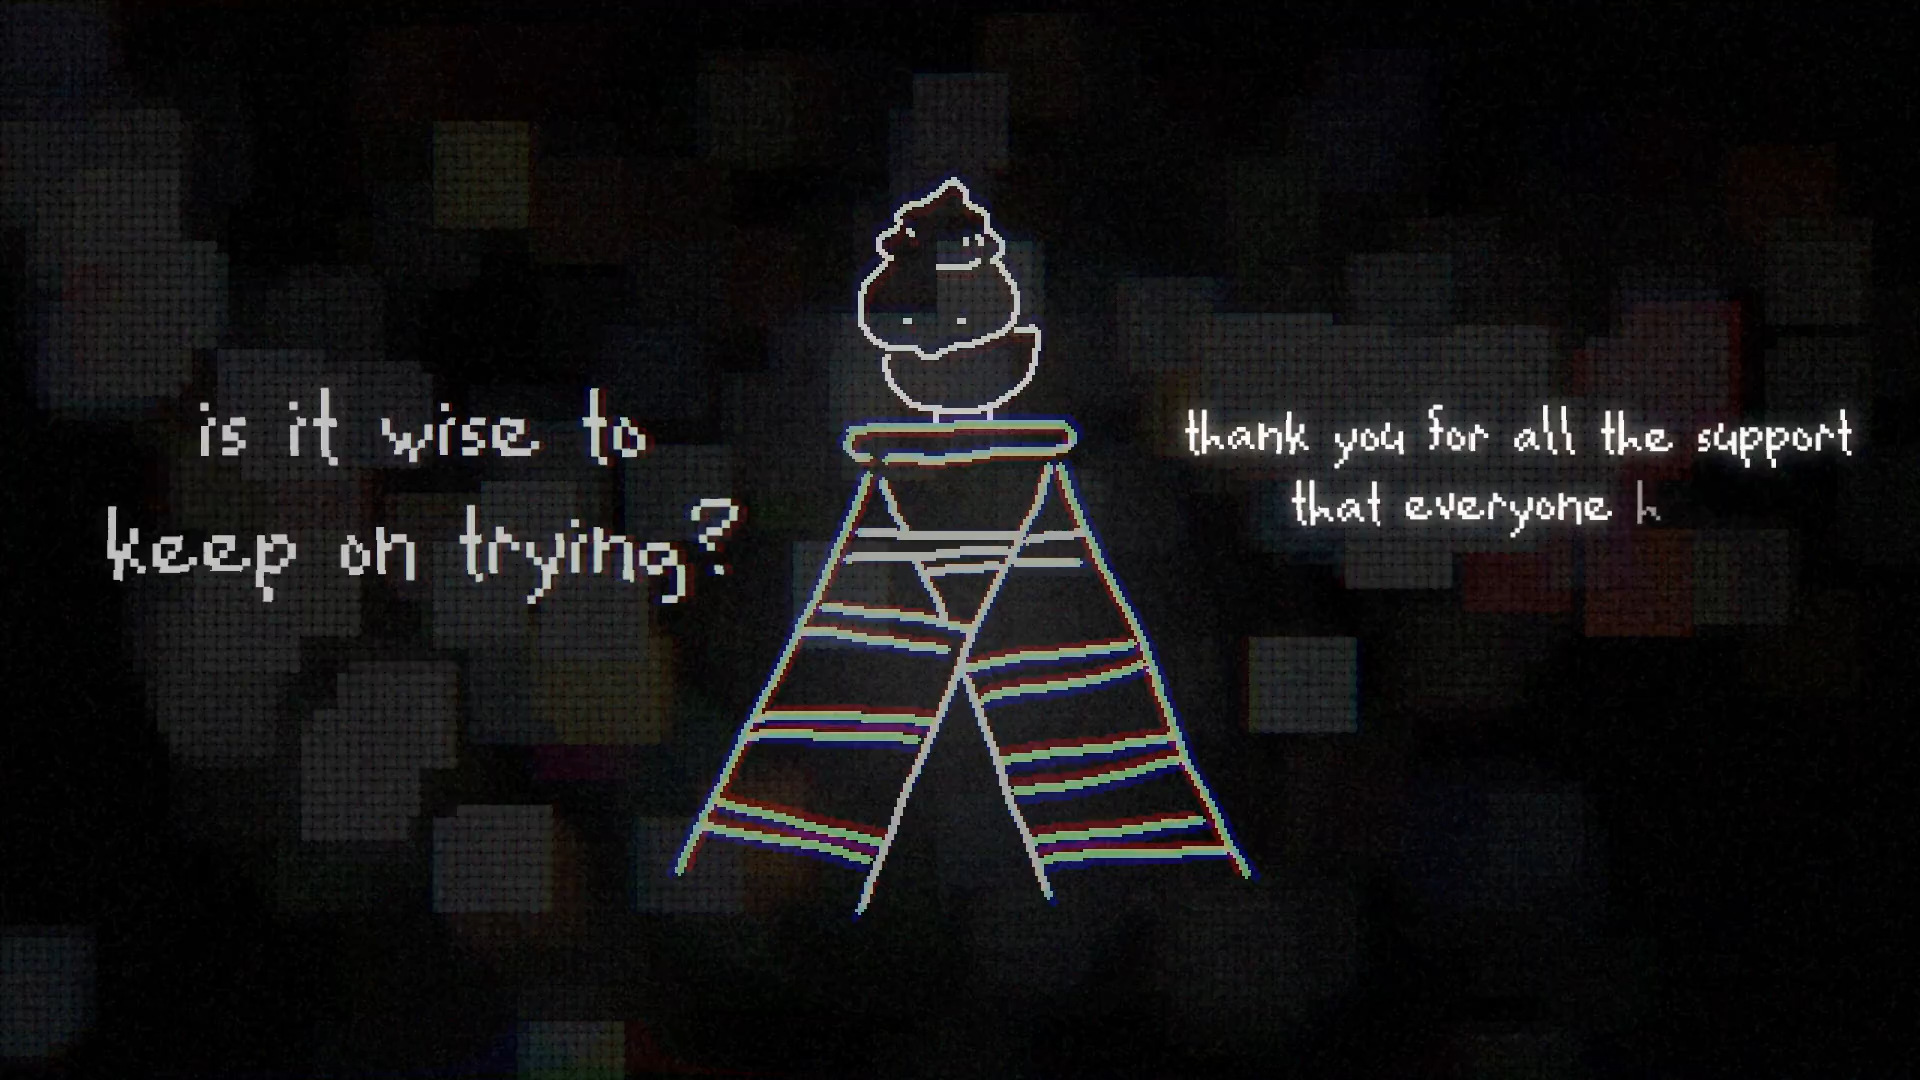 is it wise to
keep on trying?
thank you for all the support
that everyone h